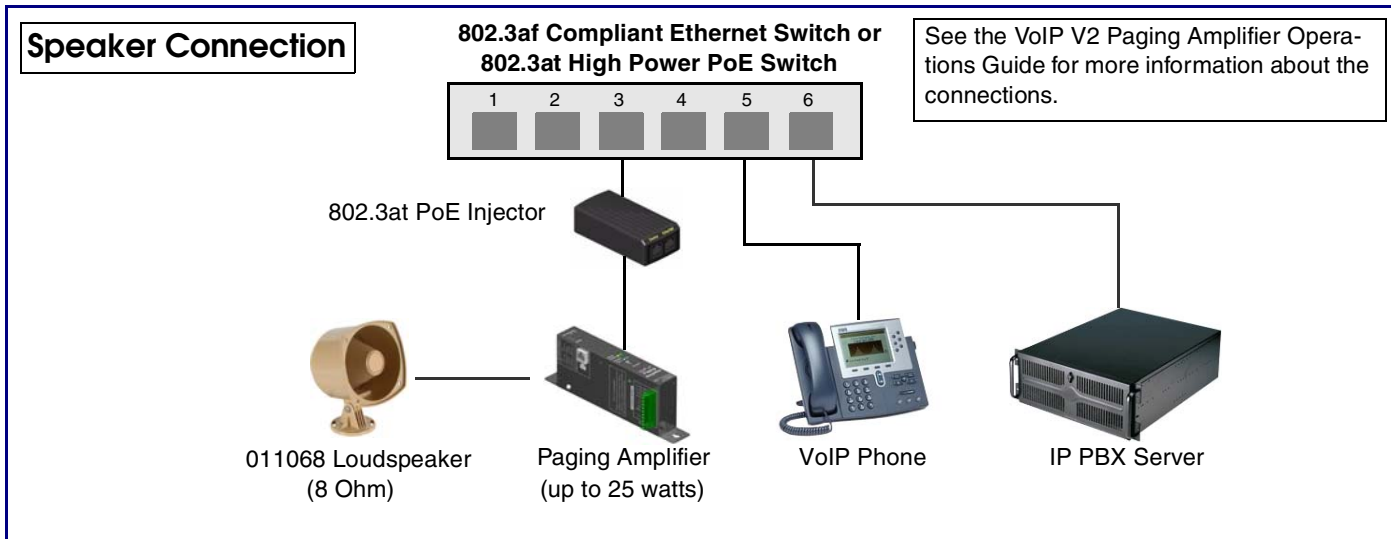 Speaker Connection
802.3af Compliant Ethernet Switch or
802.3at High Power PoE Switch
See the VoIP V2 Paging Amplifier Opera-
tions Guide for more information about the
connections.
1 2 3 4 5 6
802.3at PoE Injector
011068 Loudspeaker
(8 Ohm)
Paging Amplifier
(up to 25 watts)
VoIP Phone
IP PBX Server